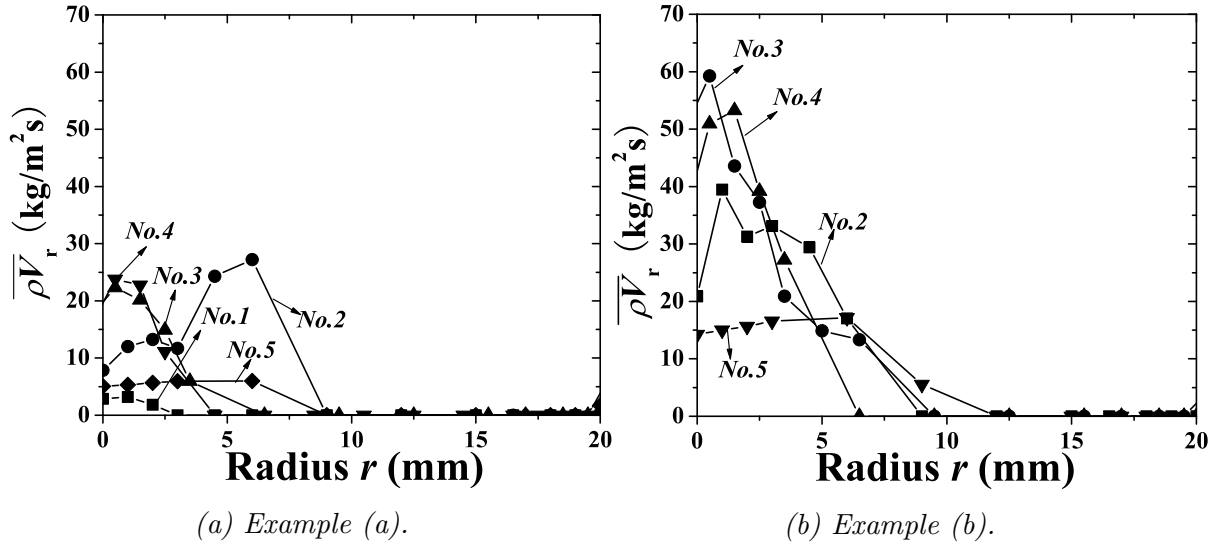 70
60
50
40
30
20
10
0
ρV̅r (kg/m²s)
No.4
No.3
No.1
No.2
No.5
0 5 10 15 20
Radius r (mm)
(a) Example (a).
70
60
50
40
30
20
10
0
ρV̅r (kg/m²s)
No.3
No.4
No.2
No.5
0 5 10 15 20
Radius r (mm)
(b) Example (b).